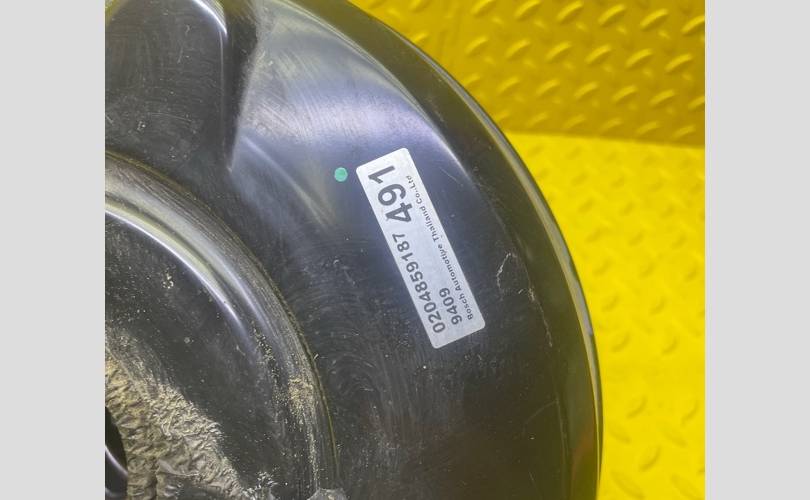 0204859187 491
9409
Bosch Automotive Thailand Co.,Ltd